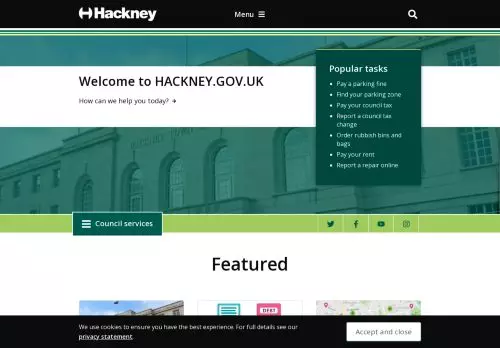 Hackney
Menu
Welcome to HACKNEY.GOV.UK
How can we help you today?
Popular tasks
Pay a parking fine
Find your parking zone
Pay your council tax
Report a council tax
change
Order rubbish bins and
bags
Pay your rent
Report a repair online
Council services
Featured
DEBT
We use cookies to ensure you have the best experience. For full details see our
privacy statement.
Accept and close